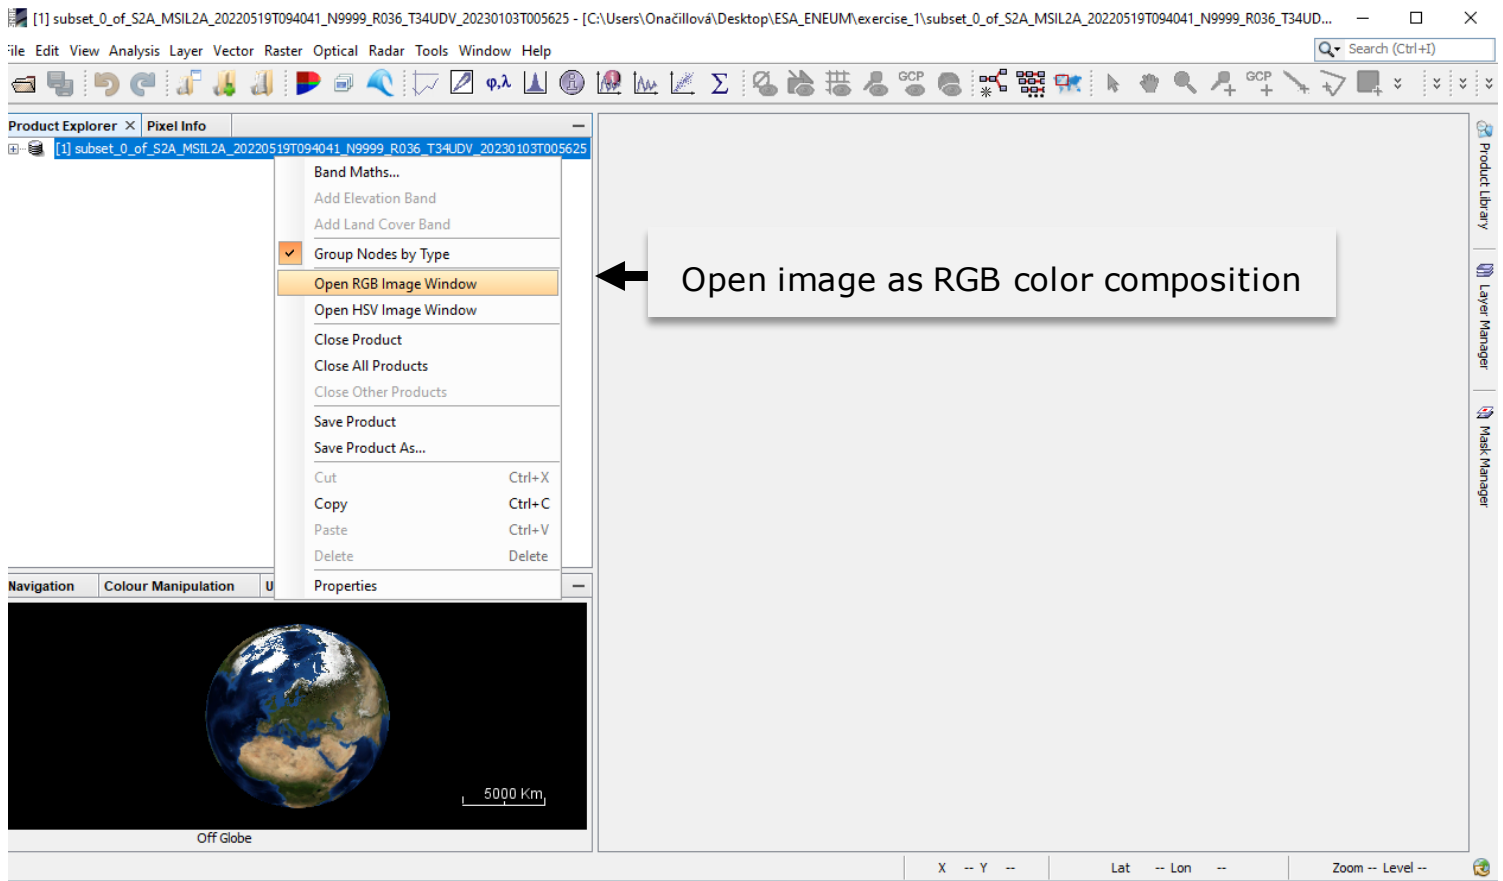 [1] subset_0_of_S2A_MSIL2A_20220519T094041_N9999_R036_T34UDV_20230103T005625 - [C:\Users\Onačillová\Desktop\ESA_ENEUM\exercise_1\subset_0_of_S2A_MSIL2A_20220519T094041_N9999_R036_T34UD...
ile Edit View Analysis Layer Vector Raster Optical Radar Tools Window Help
Search (Ctrl+I)
φ,λ Σ GCP GCP
Product Explorer Pixel Info
[1] subset_0_of_S2A_MSIL2A_20220519T094041_N9999_R036_T34UDV_20230103T005625
Band Maths...
Add Elevation Band
Add Land Cover Band
Group Nodes by Type
Open RGB Image Window
Open HSV Image Window
Close Product
Close All Products
Close Other Products
Save Product
Save Product As...
Cut Ctrl+X
Copy Ctrl+C
Paste Ctrl+V
Delete Delete
Properties
Open image as RGB color composition
Product Library
Layer Manager
Mask Manager
Navigation Colour Manipulation U
5000 Km
Off Globe
X -- Y -- Lat -- Lon -- Zoom -- Level --